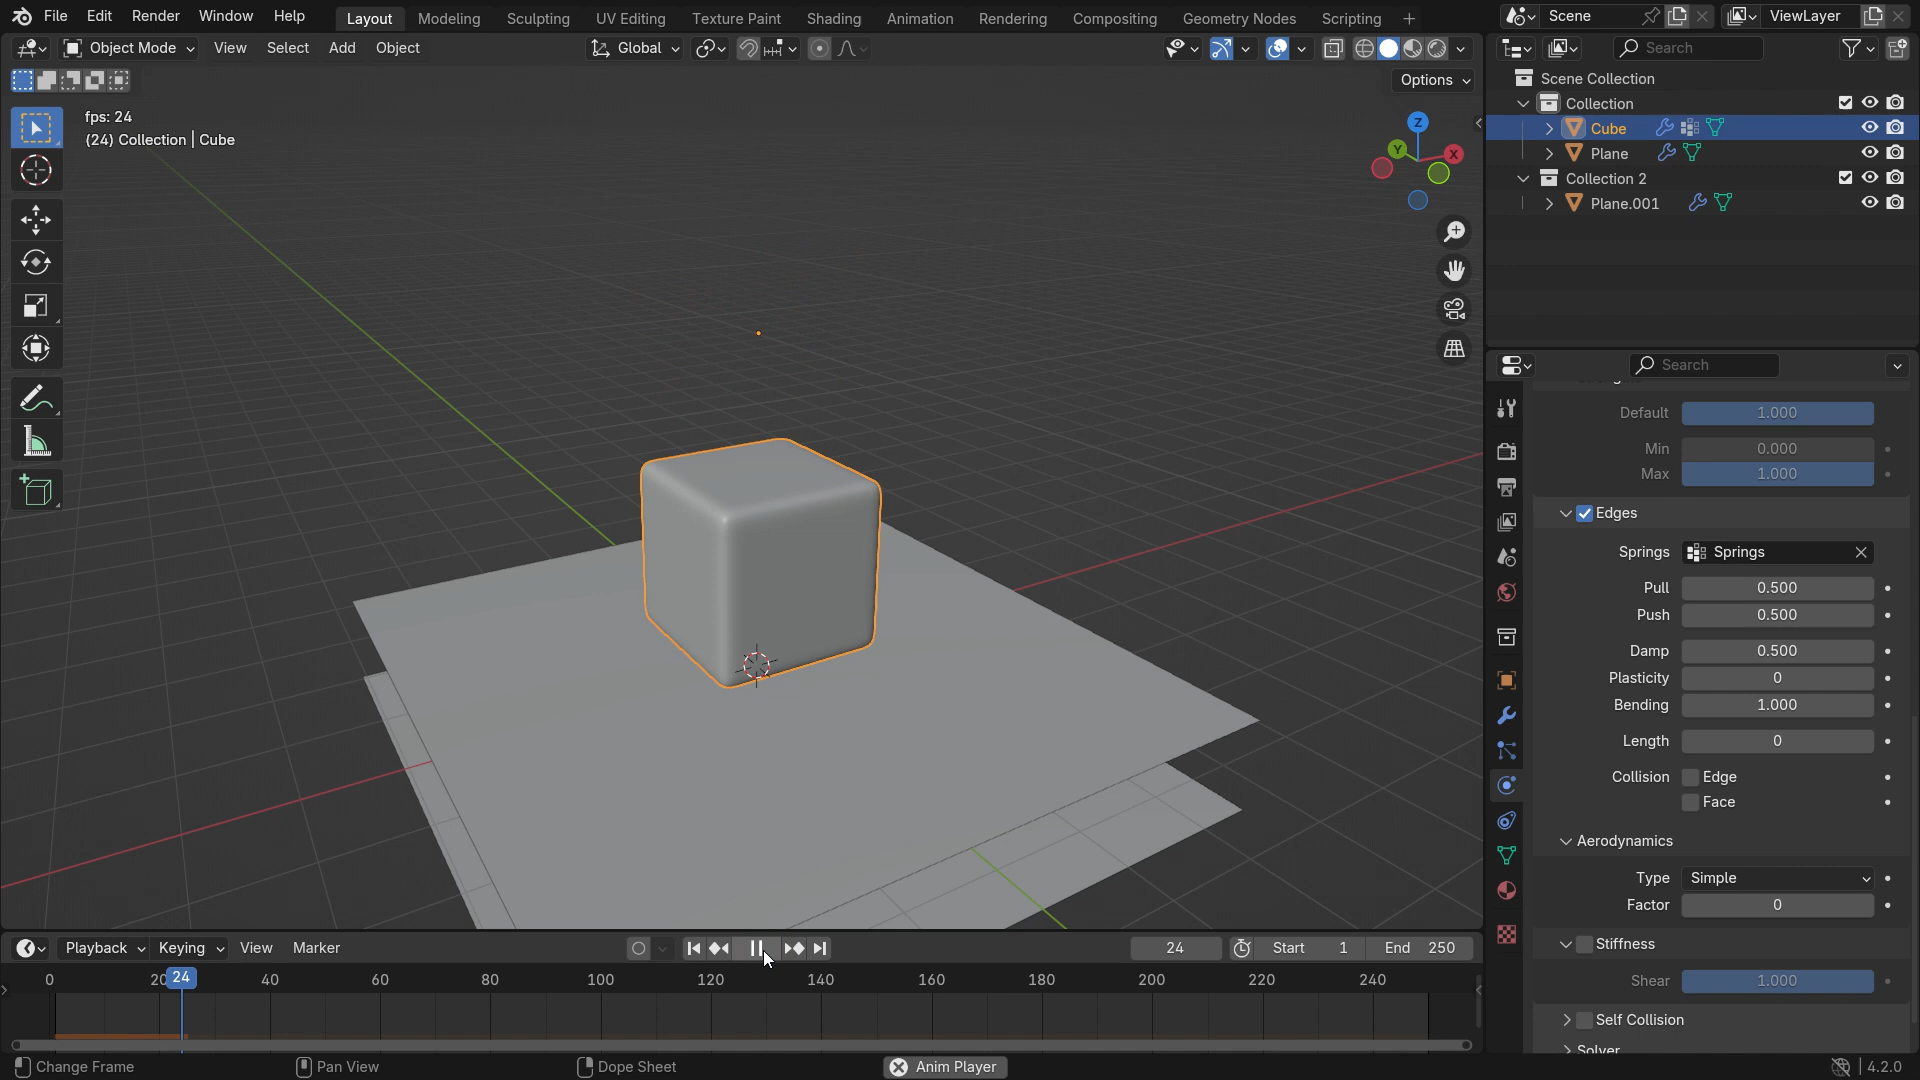 File Edit Render Window Help
Layout Modeling Sculpting UV Editing Texture Paint Shading Animation Rendering Compositing Geometry Nodes Scripting +
Scene
ViewLayer
Object Mode View Select Add Object
Global
Options
fps: 24
(24) Collection | Cube
Z
Y
X
Search
Scene Collection
Collection
Cube
Plane
Collection 2
Plane.001
Search
Default 1.000
Min 0.000
Max 1.000
Edges
Springs Springs
Pull 0.500
Push 0.500
Damp 0.500
Plasticity 0
Bending 1.000
Length 0
Collision Edge
Face
Aerodynamics
Type Simple
Factor 0
Stiffness
Shear 1.000
Self Collision
Solver
Playback Keying View Marker
24 Start 1 End 250
0 20 24 40 60 80 100 120 140 160 180 200 220 240
Change Frame Pan View Dope Sheet Anim Player 4.2.0